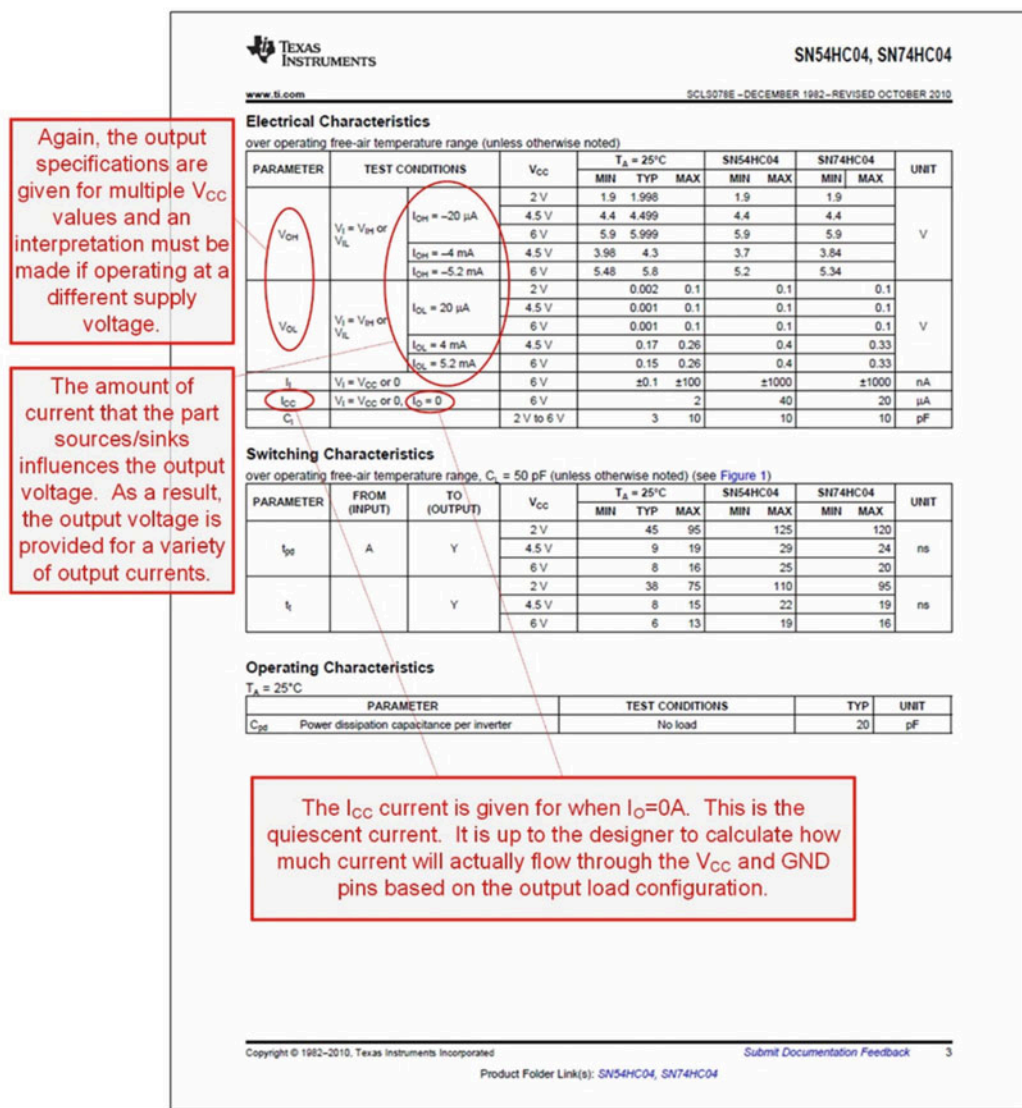 TEXAS
INSTRUMENTS
SN54HC04, SN74HC04
www.ti.com
SCLS078E –DECEMBER 1982–REVISED OCTOBER 2010
Again, the output
specifications are
given for multiple VCC
values and an
interpretation must be
made if operating at a
different supply
voltage.
The amount of
current that the part
sources/sinks
influences the output
voltage. As a result,
the output voltage is
provided for a variety
of output currents.
Electrical Characteristics
over operating free-air temperature range (unless otherwise noted)
PARAMETER TEST CONDITIONS VCC TA = 25°C SN54HC04 SN74HC04 UNIT
MIN TYP MAX MIN MAX MIN MAX
VOH VI = VIH or VIL IOH = –20 µA 2 V 1.9 1.998 1.9 1.9 V
4.5 V 4.4 4.499 4.4 4.4
6 V 5.9 5.999 5.9 5.9
IOH = –4 mA 4.5 V 3.98 4.3 3.7 3.84
IOH = –5.2 mA 6 V 5.48 5.8 5.2 5.34
VOL VI = VIH or VIL IOL = 20 µA 2 V 0.002 0.1 0.1 0.1 V
4.5 V 0.001 0.1 0.1 0.1
6 V 0.001 0.1 0.1 0.1
IOL = 4 mA 4.5 V 0.17 0.26 0.4 0.33
IOL = 5.2 mA 6 V 0.15 0.26 0.4 0.33
II VI = VCC or 0 6 V ±0.1 ±100 ±1000 ±1000 nA
ICC VI = VCC or 0, IO = 0 6 V 2 40 20 µA
Ci 2 V to 6 V 3 10 10 10 pF
Switching Characteristics
over operating free-air temperature range, CL = 50 pF (unless otherwise noted) (see Figure 1)
PARAMETER FROM (INPUT) TO (OUTPUT) VCC TA = 25°C SN54HC04 SN74HC04 UNIT
MIN TYP MAX MIN MAX MIN MAX
tpd A Y 2 V 45 95 125 120 ns
4.5 V 9 19 29 24
6 V 8 16 25 20
tt Y 2 V 38 75 110 95 ns
4.5 V 8 15 22 19
6 V 6 13 19 16
Operating Characteristics
TA = 25°C
PARAMETER TEST CONDITIONS TYP UNIT
Cpd Power dissipation capacitance per inverter No load 20 pF
The ICC current is given for when IO=0A. This is the
quiescent current. It is up to the designer to calculate how
much current will actually flow through the VCC and GND
pins based on the output load configuration.
Copyright © 1982–2010, Texas Instruments Incorporated
Submit Documentation Feedback 3
Product Folder Link(s): SN54HC04, SN74HC04